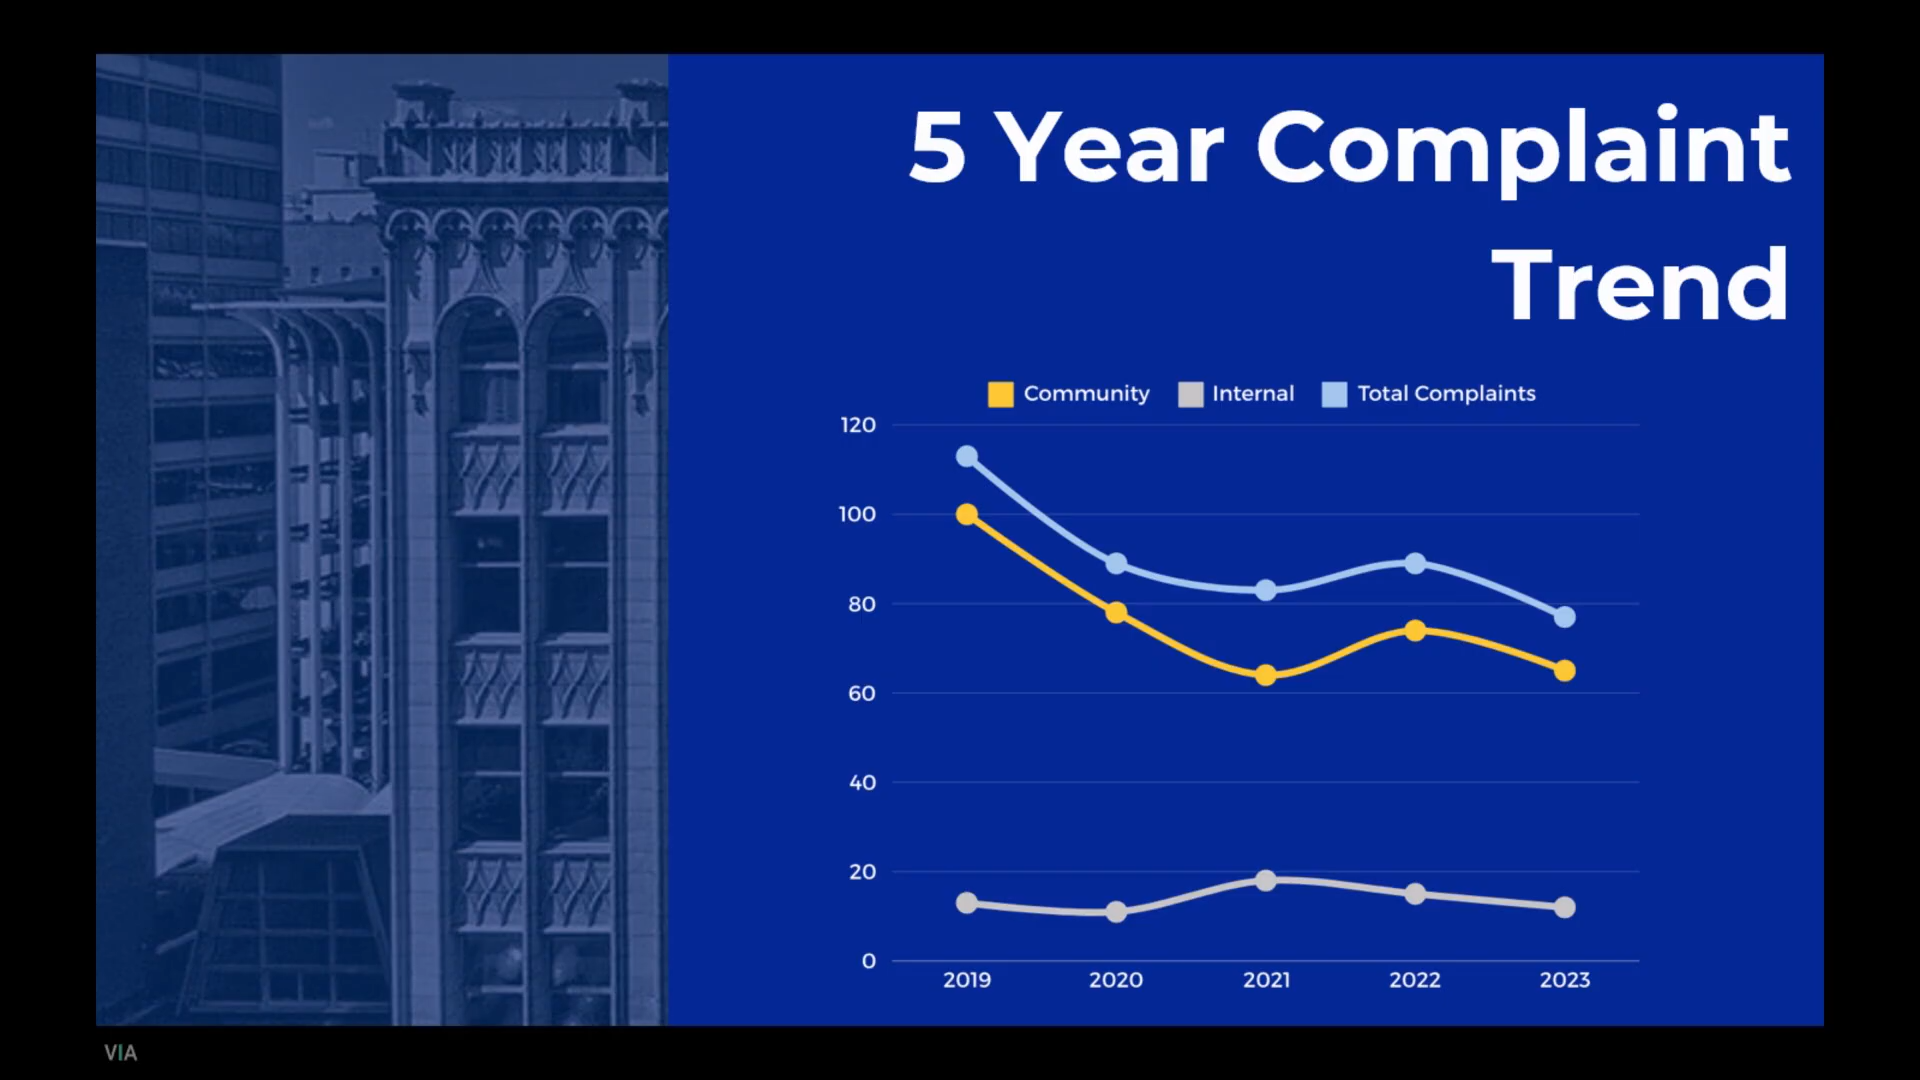 5 Year Complaint
Trend
Community Internal Total Complaints
120
100
80
60
40
20
0
2019 2020 2021 2022 2023
VIA